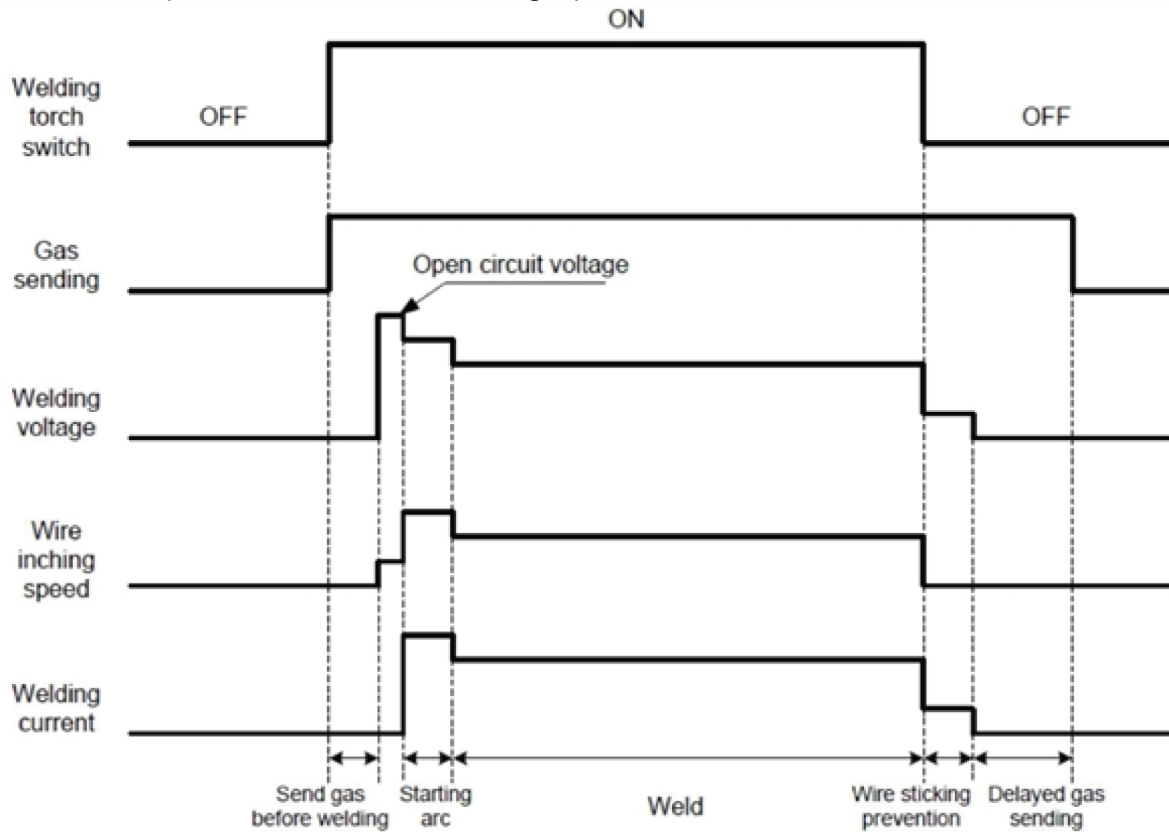 ON
Welding
torch
switch
OFF
OFF
Gas
sending
Open circuit voltage
Welding
voltage
Wire
inching
speed
Welding
current
Send gas
before welding
Starting
arc
Weld
Wire sticking
prevention
Delayed gas
sending